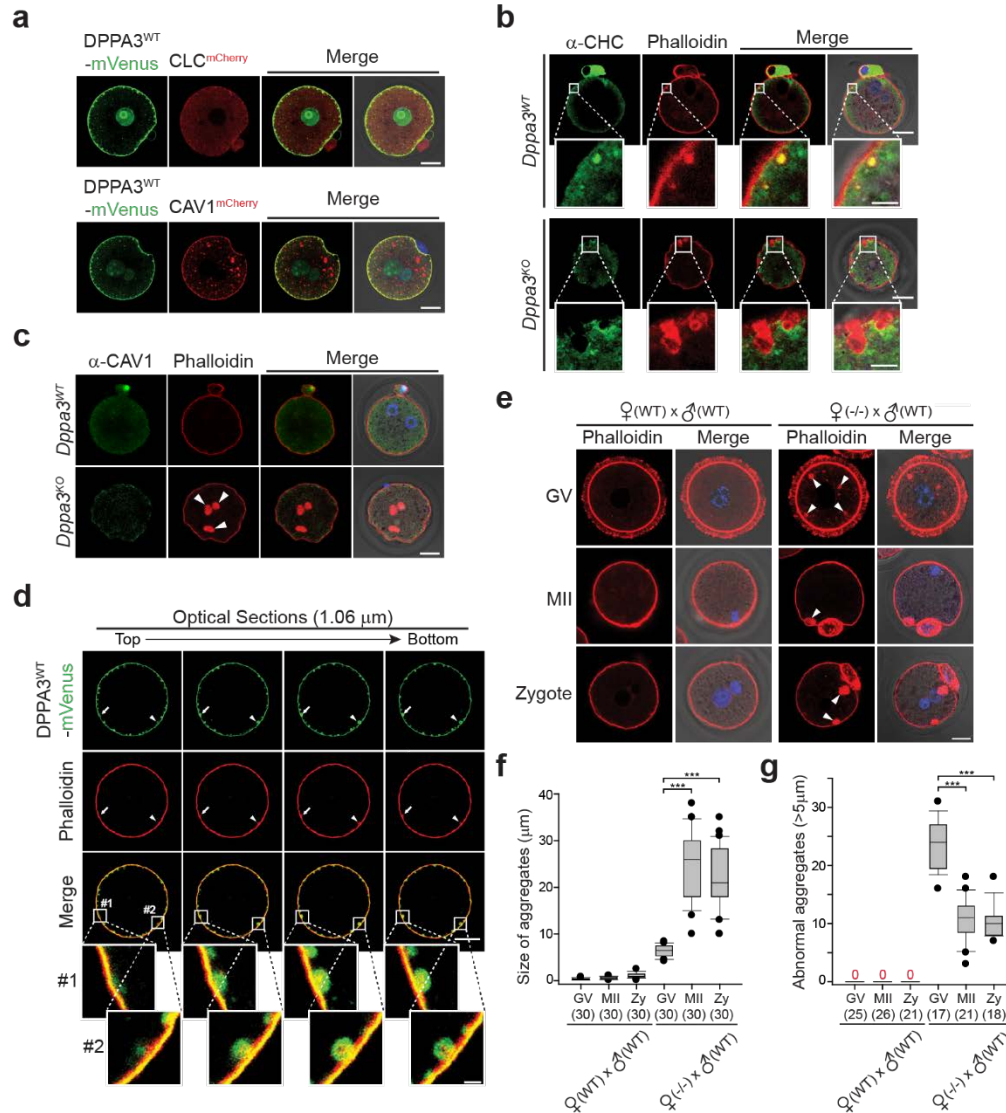 a
DPPA3WT
-mVenus CLCmCherry Merge
DPPA3WT
-mVenus CAV1mCherry Merge
b
α-CHC Phalloidin Merge
Dppa3WT
Dppa3KO
c
α-CAV1 Phalloidin Merge
Dppa3WT
Dppa3KO
d
Optical Sections (1.06 μm)
Top Bottom
DPPA3WT
-mVenus
Phalloidin
Merge
#1 #2
#1
#2
e
♀(WT) x ♂(WT) ♀(-/-) x ♂(WT)
Phalloidin Merge Phalloidin Merge
GV
MII
Zygote
f
Size of aggregates (μm)
40
30
20
10
0
*** ***
GV MII Zy GV MII Zy
(30) (30) (30) (30) (30) (30)
♀(WT) x ♂(WT) ♀(-/-) x ♂(WT)
g
Abnormal aggregates (>5μm)
30
20
10
0
*** ***
0 0 0
GV MII Zy GV MII Zy
(25) (26) (21) (17) (21) (18)
♀(WT) x ♂(WT) ♀(-/-) x ♂(WT)